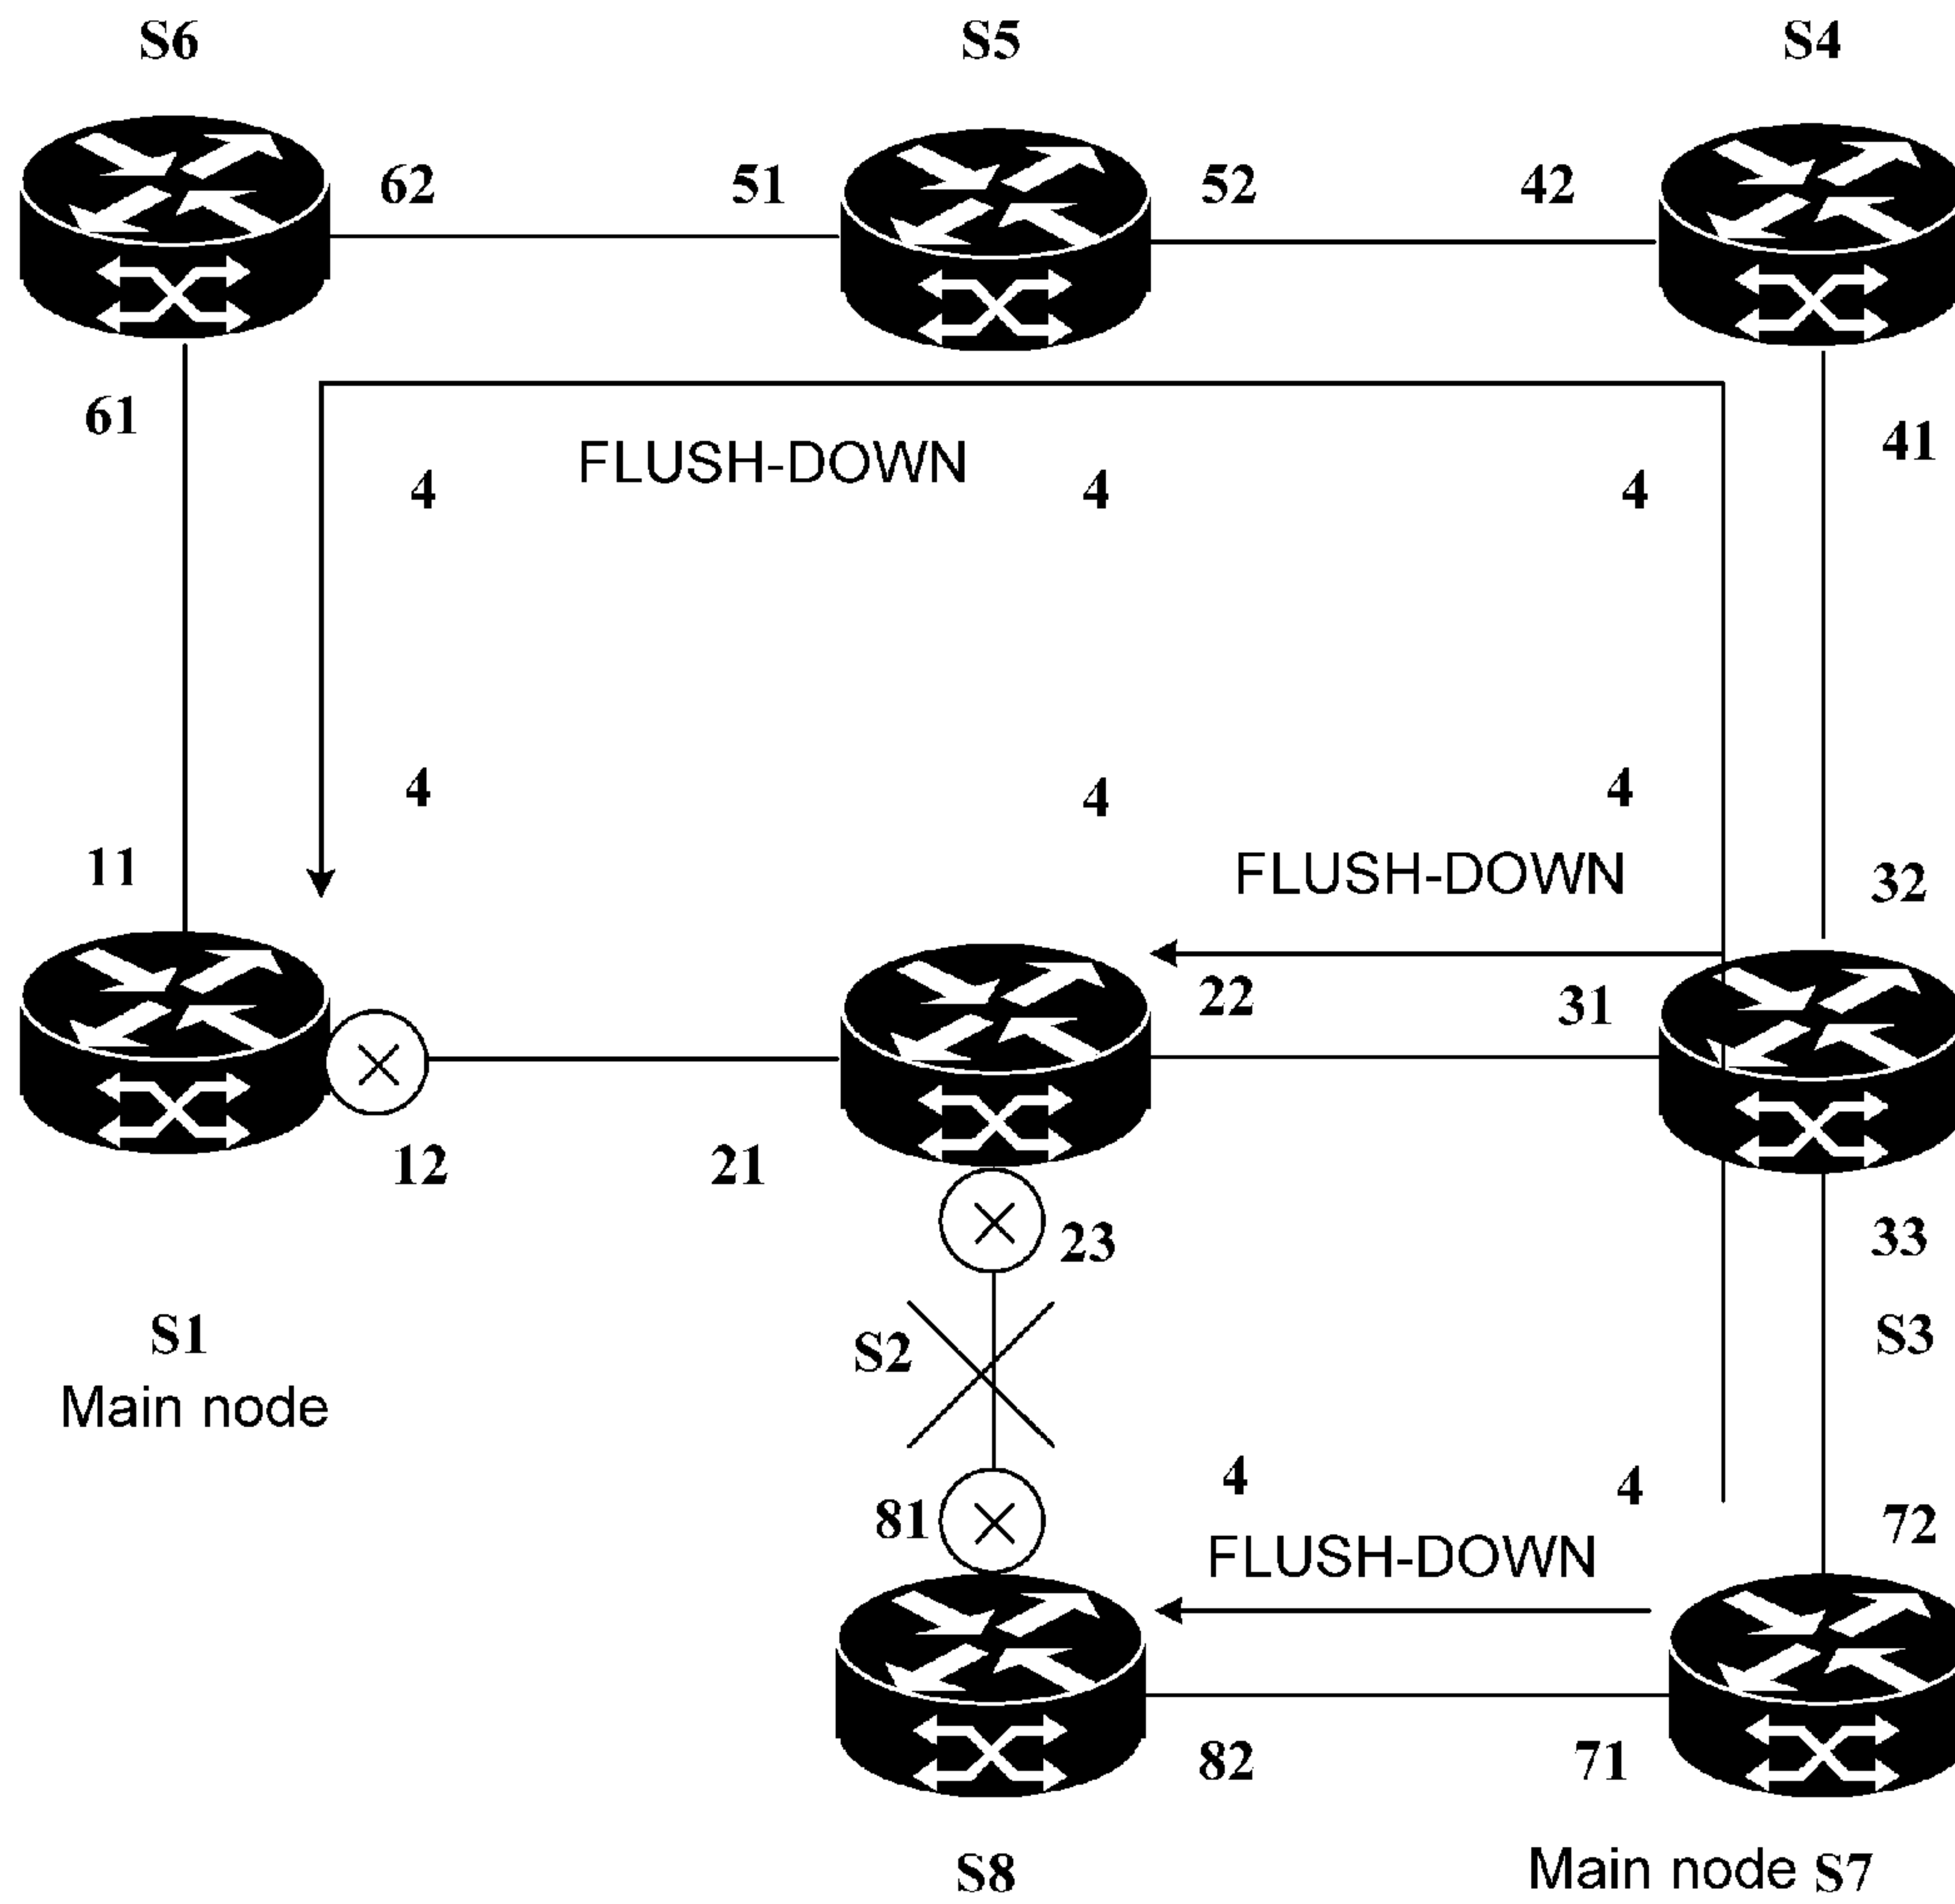 S6 S5 S4
62 51 52 42
61 41
FLUSH-DOWN
4 4 4
4 4 4
11 FLUSH-DOWN 32
22 31
12 21
23 33
S1 S2 S3
Main node
4 4
81 72
FLUSH-DOWN
82 71
S8 Main node S7